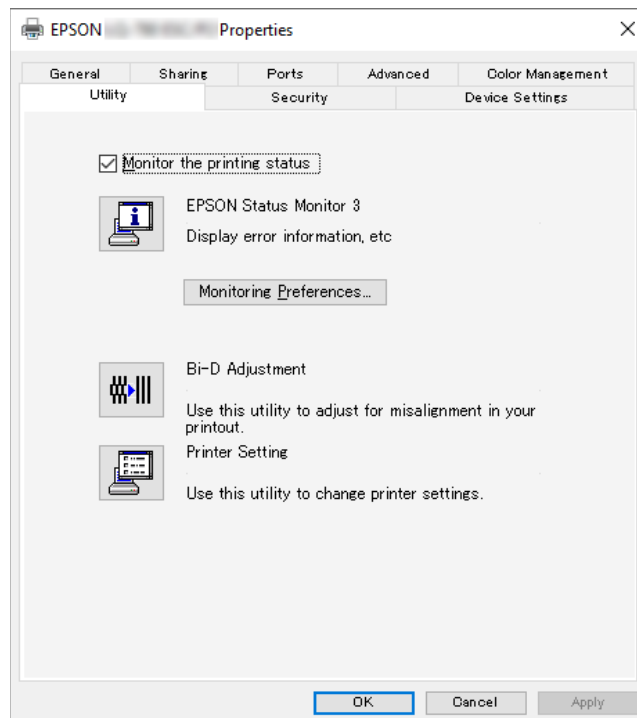 EPSON Properties
General Sharing Ports Advanced Color Management
Utility Security Device Settings
Monitor the printing status
EPSON Status Monitor 3
Display error information, etc
Monitoring Preferences...
Bi-D Adjustment
Use this utility to adjust for misalignment in your
printout.
Printer Setting
Use this utility to change printer settings.
OK Cancel Apply